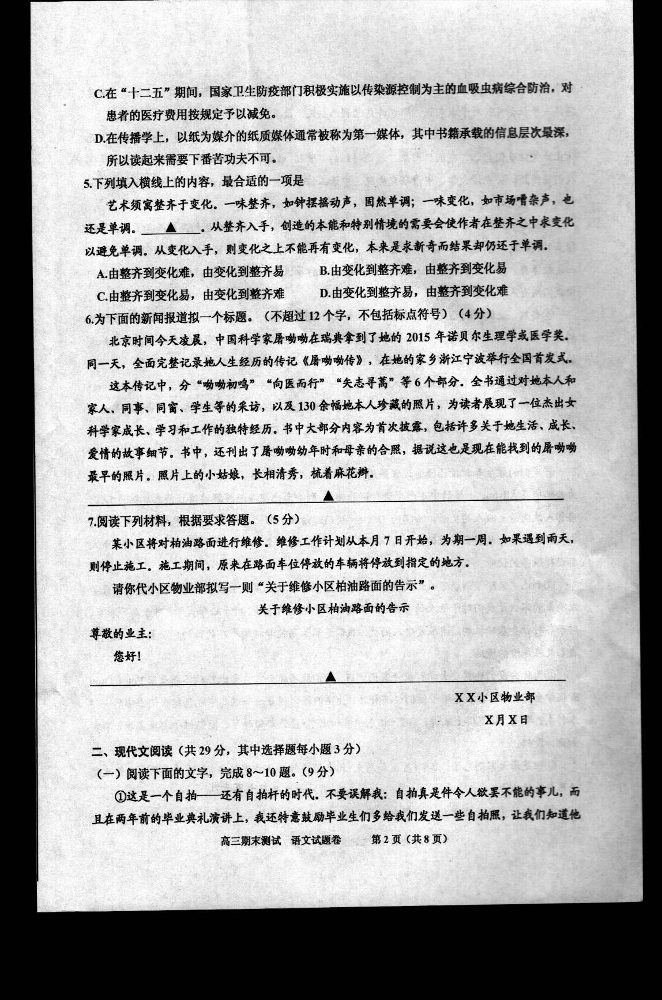 C.在“十二五”期间，国家卫生防疫部门积极实施以传染源控制为主的血吸虫病综合防治，对
患者的医疗费用按规定予以减免。
D.在传播学上，以纸为媒介的纸质媒体通常被称为第一媒体，其中书籍承载的信息层次最深，
所以读起来需要下番苦功夫不可。
5.下列填入横线上的内容，最合适的一项是
艺术须寓整齐于变化。一味整齐，如钟摆摇动声，固然单调；一味变化，如市场嘈杂声，也
还是单调。 ▲ 。从整齐入手，创造的本能和特别情境的需要会使作者在整齐之中求变化
以避免单调。从变化入手，则变化之上不能再有变化，本来是求新奇而结果却仍还于单调。
A.由整齐到变化难，由变化到整齐易 B.由变化到整齐难，由整齐到变化易
C.由整齐到变化易，由变化到整齐难 D.由变化到整齐易，由整齐到变化难
6.为下面的新闻报道拟一个标题。（不超过 12 个字，不包括标点符号）（4 分）
北京时间今天凌晨，中国科学家屠呦呦在瑞典拿到了她的 2015 年诺贝尔生理学或医学奖。
同一天，全面完整记录她人生经历的传记《屠呦呦传》，在她的家乡浙江宁波举行全国首发式。
这本传记中，分“呦呦初鸣”“向医而行”“矢志寻蒿”等 6 个部分。全书通过对她本人和
家人、同事、同窗、学生等的采访，以及 130 余幅她本人珍藏的照片，为读者展现了一位杰出女
科学家成长、学习和工作的独特经历。书中大部分内容为首次披露，包括许多关于她生活、成长、
爱情的故事细节。书中，还刊出了屠呦呦幼年时和母亲的合照，据说这也是现在能找到的屠呦呦
最早的照片。照片上的小姑娘，长相清秀，梳着麻花辫。
▲
7.阅读下列材料，根据要求答题。（5 分）
某小区将对柏油路面进行维修。维修工作计划从本月 7 日开始，为期一周。如果遇到雨天，
则停止施工。施工期间，原来在路面车位停放的车辆将停放到指定的地方。
请你代小区物业部拟写一则“关于维修小区柏油路面的告示”。
关于维修小区柏油路面的告示
尊敬的业主：
您好！
▲
ＸＸ小区物业部
Ｘ月Ｘ日
二、现代文阅读（共 29 分，其中选择题每小题 3 分）
（一）阅读下面的文字，完成 8～10 题。（9 分）
①这是一个自拍——还有自拍杆的时代。不要误解我：自拍真是件令人欲罢不能的事儿，而
且在两年前的毕业典礼演讲上，我还特意鼓励毕业生们多给我们发送一些自拍照，让我们知道他
高三期末测试 语文试题卷 第 2 页（共 8 页）